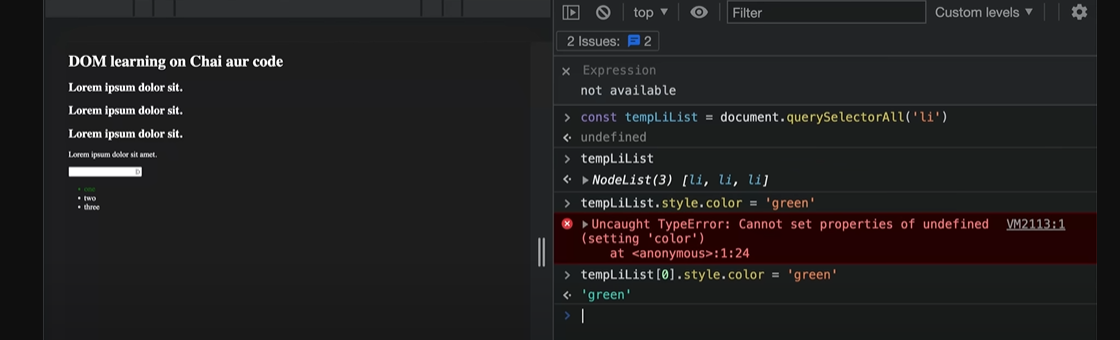 top
Filter
Custom levels
2 Issues: 2
Expression
not available
const tempLiList = document.querySelectorAll('li')
undefined
tempLiList
NodeList(3) [li, li, li]
tempLiList.style.color = 'green'
Uncaught TypeError: Cannot set properties of undefined VM2113:1
(setting 'color')
at <anonymous>:1:24
tempLiList[0].style.color = 'green'
'green'
DOM learning on Chai aur code
Lorem ipsum dolor sit.
Lorem ipsum dolor sit.
Lorem ipsum dolor sit.
Lorem ipsum dolor sit amet.
one
two
three